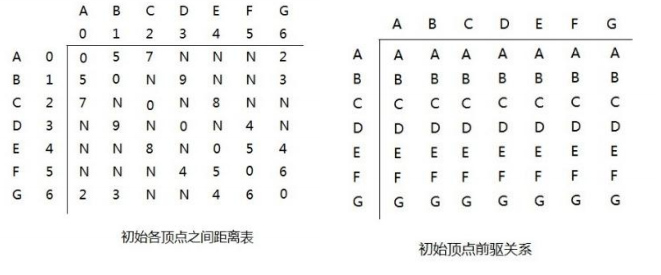 A B C D E F G
0 1 2 3 4 5 6
A 0 0 5 7 N N N 2
B 1 5 0 N 9 N N 3
C 2 7 N 0 N 8 N N
D 3 N 9 N 0 N 4 N
E 4 N N 8 N 0 5 4
F 5 N N N 4 5 0 6
G 6 2 3 N N 4 6 0
初始各顶点之间距离表
A B C D E F G
A A A A A A A A
B B B B B B B B
C C C C C C C C
D D D D D D D D
E E E E E E E E
F F F F F F F F
G G G G G G G G
初始顶点前驱关系